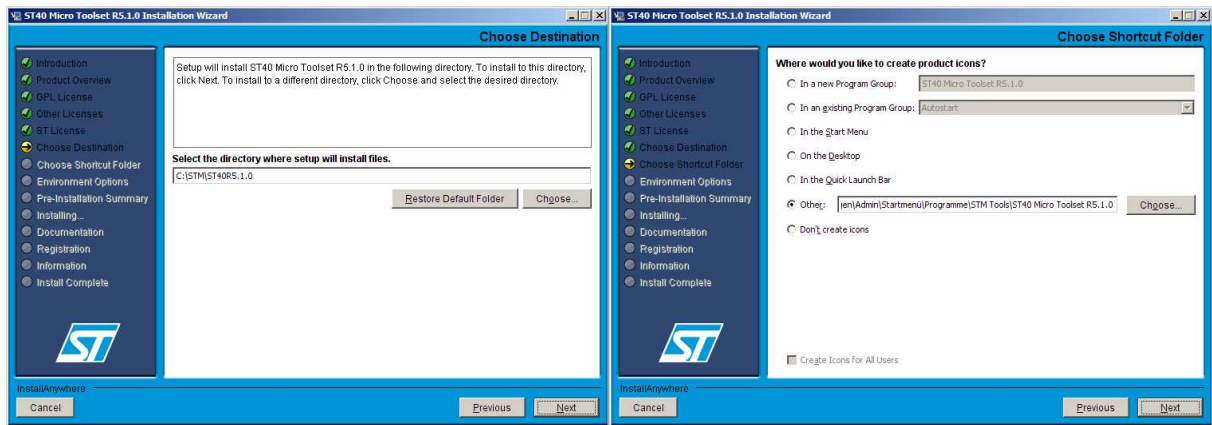 ST40 Micro Toolset R5.1.0 Installation Wizard
Choose Destination
Introduction
Product Overview
GPL License
Other Licenses
ST License
Choose Destination
Choose Shortcut Folder
Environment Options
Pre-Installation Summary
Installing...
Documentation
Registration
Information
Install Complete
ST
Setup will install ST40 Micro Toolset R5.1.0 in the following directory. To install to this directory,
click Next. To install to a different directory, click Choose and select the desired directory.
Select the directory where setup will install files.
C:\STM\ST40R5.1.0
Restore Default Folder Choose...
InstallAnywhere
Cancel Previous Next
ST40 Micro Toolset R5.1.0 Installation Wizard
Choose Shortcut Folder
Introduction
Product Overview
GPL License
Other Licenses
ST License
Choose Destination
Choose Shortcut Folder
Environment Options
Pre-Installation Summary
Installing...
Documentation
Registration
Information
Install Complete
ST
Where would you like to create product icons?
In a new Program Group: ST40 Micro Toolset R5.1.0
In an existing Program Group: Autostart
In the Start Menu
On the Desktop
In the Quick Launch Bar
Other: jen\Admin\Startmenü\Programme\STM Tools\ST40 Micro Toolset R5.1.0 Choose...
Don't create icons
Create Icons for All Users
InstallAnywhere
Cancel Previous Next